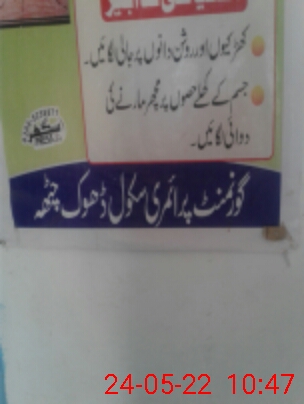 کھڑکیوں اور روشن دانوں پر جالی لگائیں۔
جسم کے کھلے حصوں پر مچھر مارنے کی
دوائی لگائیں۔
گورنمنٹ پرائمری سکول ڈھوک چٹھہ
24-05-22 10:47